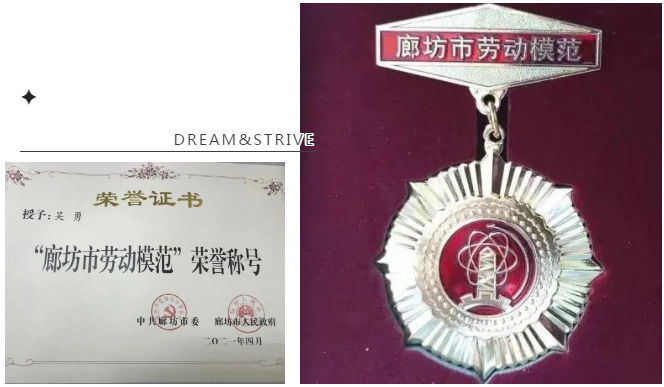 DREAM&STRIVE
荣誉证书
授予：吴 勇
“廊坊市劳动模范”荣誉称号
中共廊坊市委 廊坊市人民政府
二〇二一年四月
廊坊市劳动模范